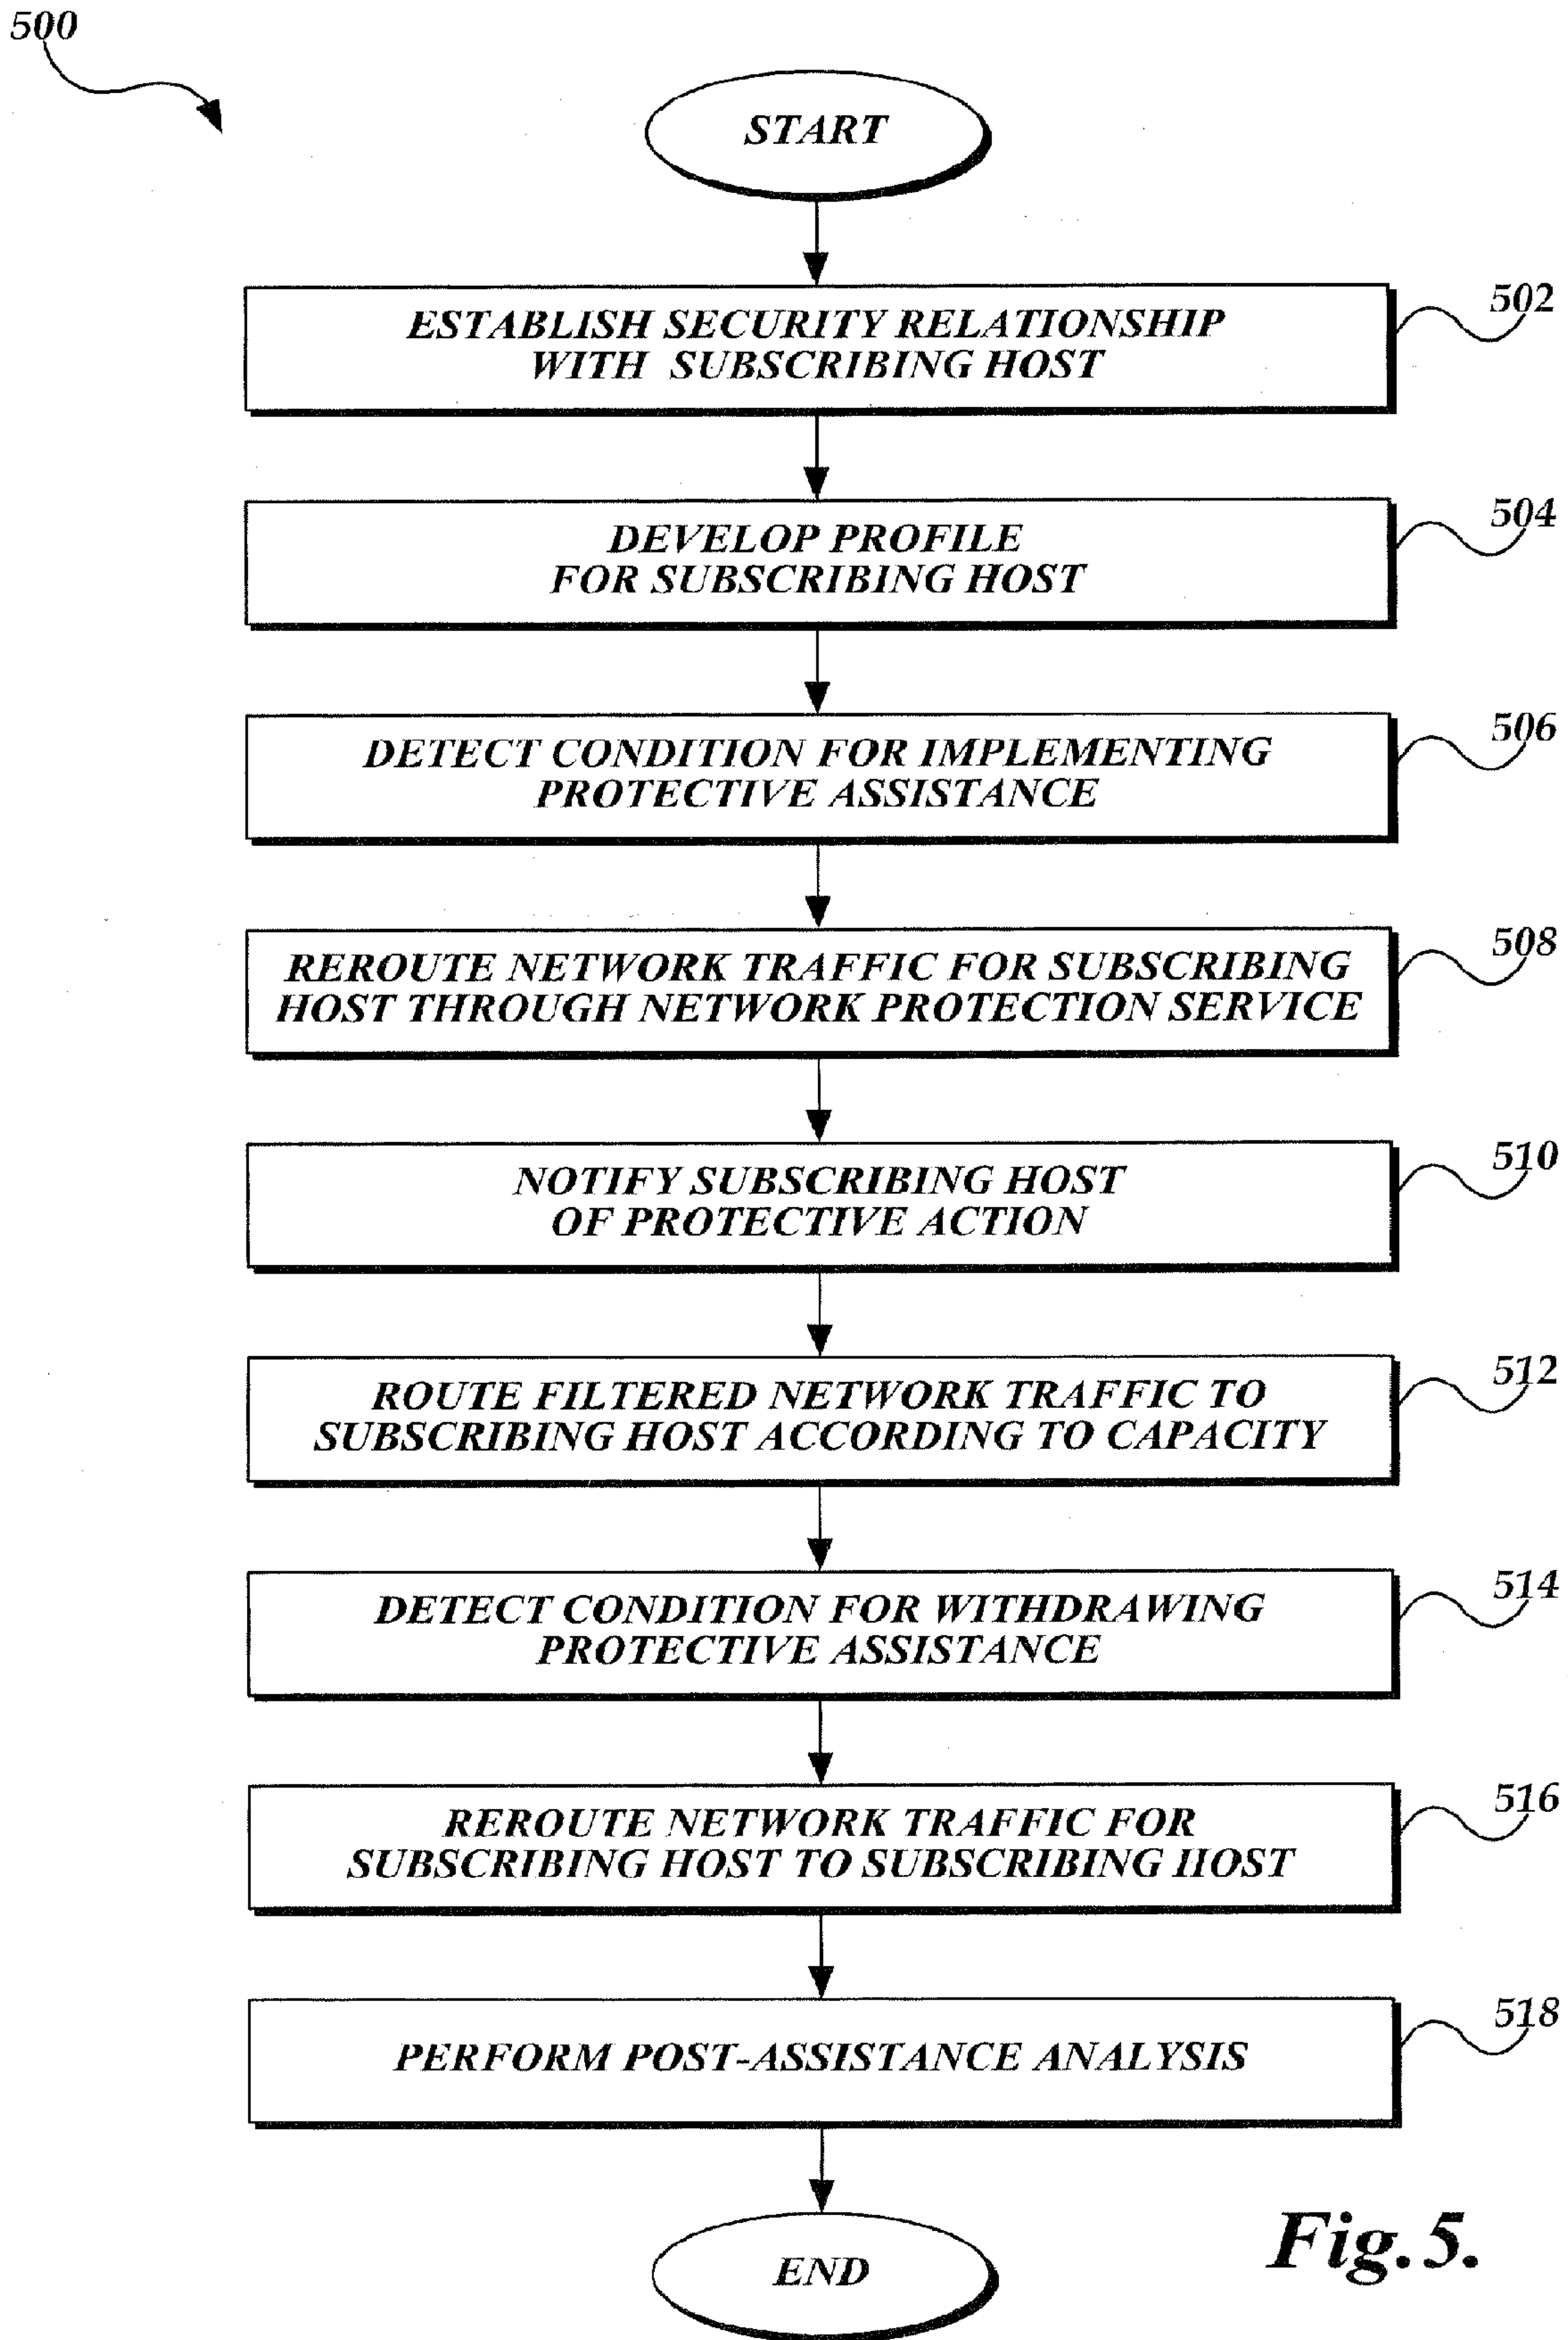 500
START
ESTABLISH SECURITY RELATIONSHIP
WITH SUBSCRIBING HOST
502
DEVELOP PROFILE
FOR SUBSCRIBING HOST
504
DETECT CONDITION FOR IMPLEMENTING
PROTECTIVE ASSISTANCE
506
REROUTE NETWORK TRAFFIC FOR SUBSCRIBING
HOST THROUGH NETWORK PROTECTION SERVICE
508
NOTIFY SUBSCRIBING HOST
OF PROTECTIVE ACTION
510
ROUTE FILTERED NETWORK TRAFFIC TO
SUBSCRIBING HOST ACCORDING TO CAPACITY
512
DETECT CONDITION FOR WITHDRAWING
PROTECTIVE ASSISTANCE
514
REROUTE NETWORK TRAFFIC FOR
SUBSCRIBING HOST TO SUBSCRIBING HOST
516
PERFORM POST-ASSISTANCE ANALYSIS
518
END
Fig.5.